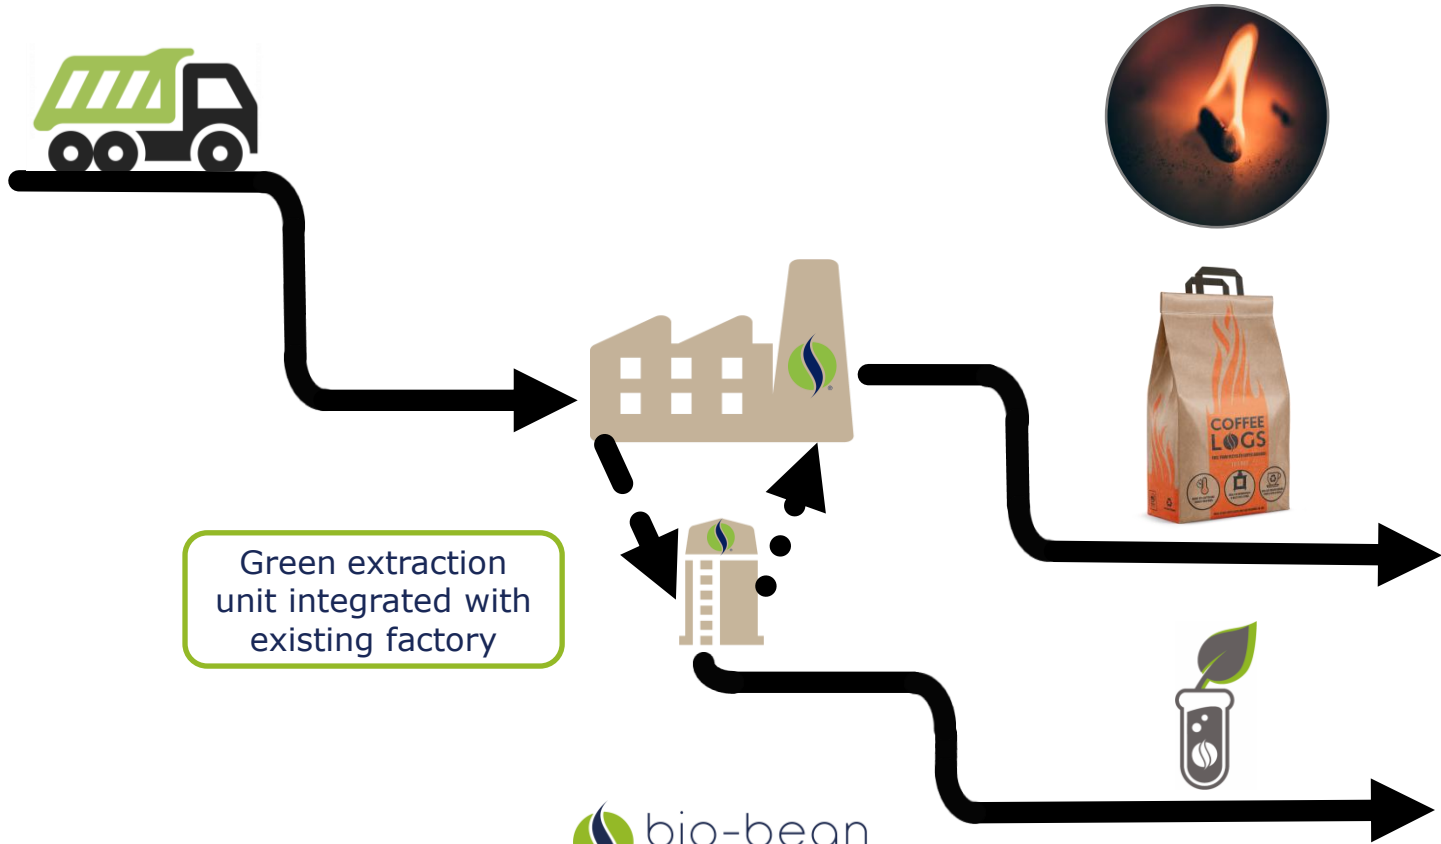 COFFEE
LOGS
Green extraction
unit integrated with
existing factory
bio-bean